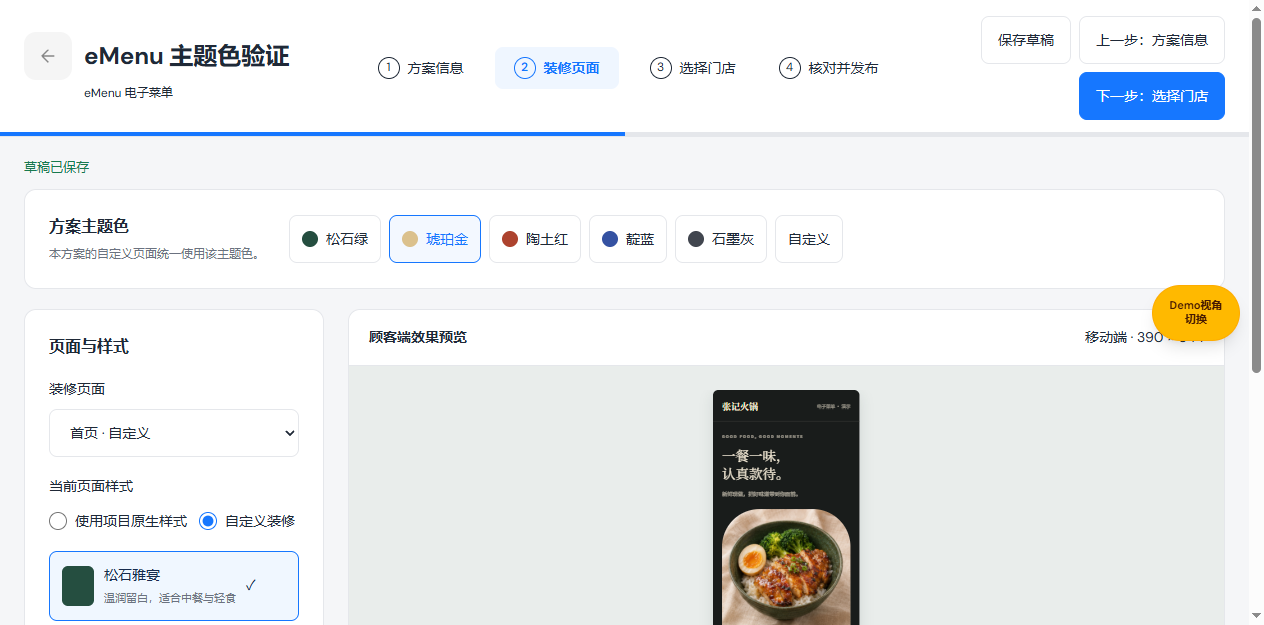 eMenu 主题色验证
eMenu 电子菜单
1 方案信息
2 装修页面
3 选择门店
4 核对并发布
保存草稿
上一步：方案信息
下一步：选择门店
草稿已保存
方案主题色
本方案的自定义页面统一使用该主题色。
松石绿
琥珀金
陶土红
靛蓝
石墨灰
自定义
Demo视角
切换
页面与样式
装修页面
首页 · 自定义
当前页面样式
使用项目原生样式
自定义装修
松石雅宴
温润留白，适合中餐与轻食
顾客端效果预览
移动端 · 390
张记火锅
GOOD FOOD, GOOD MOMENTS
一餐一味，
认真款待。